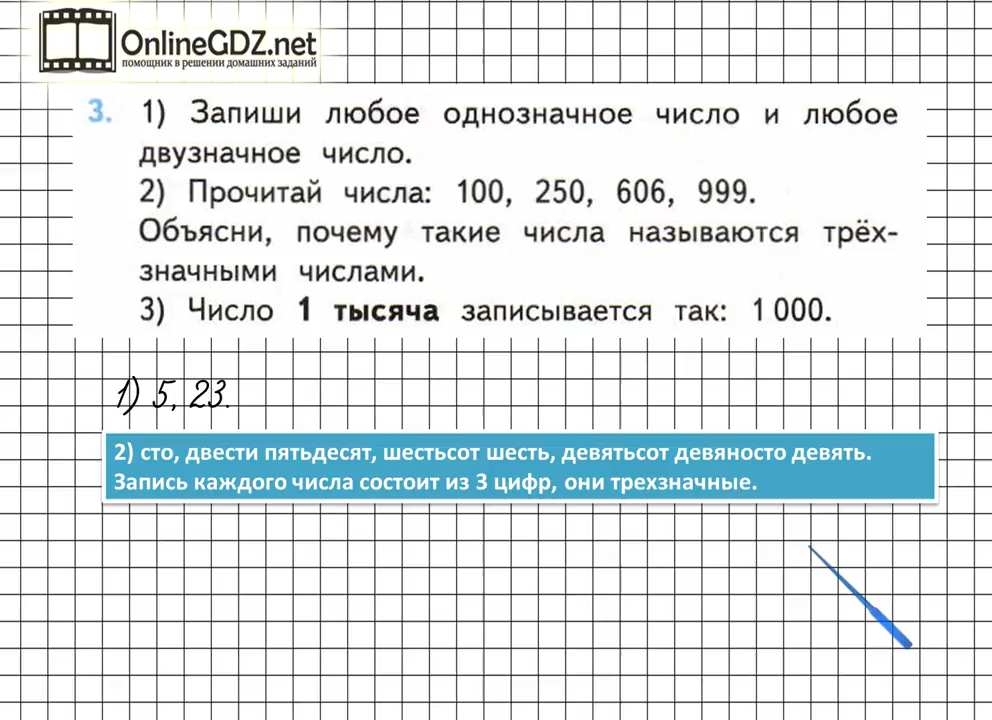 OnlineGDZ.net
помощник в решении домашних заданий
3. 1) Запиши любое однозначное число и любое
двузначное число.
2) Прочитай числа: 100, 250, 606, 999.
Объясни, почему такие числа называются трёх-
значными числами.
3) Число 1 тысяча записывается так: 1 000.
1) 5, 23.
2) сто, двести пятьдесят, шестьсот шесть, девятьсот девяносто девять.
Запись каждого числа состоит из 3 цифр, они трехзначные.